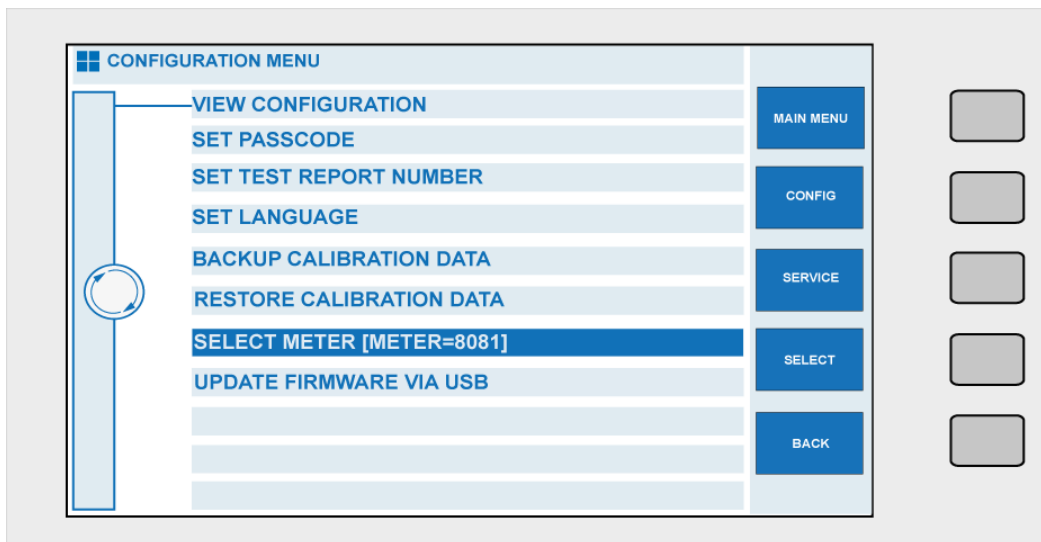 CONFIGURATION MENU
VIEW CONFIGURATION
SET PASSCODE
SET TEST REPORT NUMBER
SET LANGUAGE
BACKUP CALIBRATION DATA
RESTORE CALIBRATION DATA
SELECT METER [METER=8081]
UPDATE FIRMWARE VIA USB
MAIN MENU
CONFIG
SERVICE
SELECT
BACK